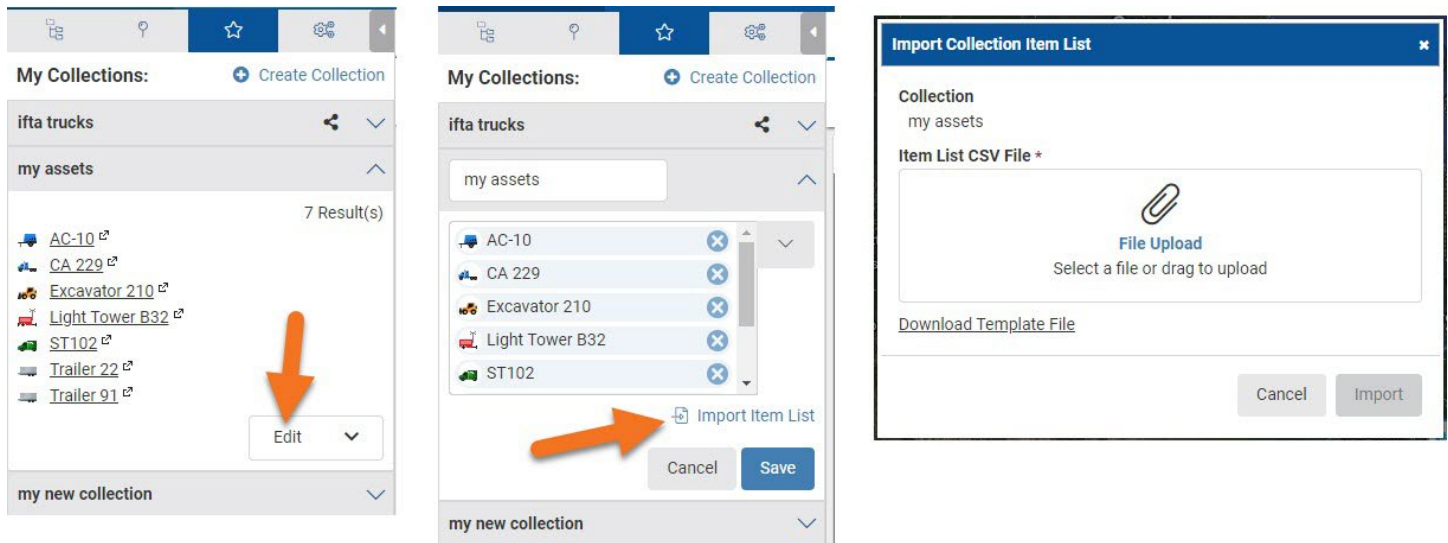 My Collections:
Create Collection
ifta trucks
my assets
7 Result(s)
AC-10
CA 229
Excavator 210
Light Tower B32
ST102
Trailer 22
Trailer 91
Edit
my new collection
My Collections:
Create Collection
ifta trucks
my assets
AC-10
CA 229
Excavator 210
Light Tower B32
ST102
Import Item List
Cancel
Save
my new collection
Import Collection Item List
Collection
my assets
Item List CSV File *
File Upload
Select a file or drag to upload
Download Template File
Cancel
Import